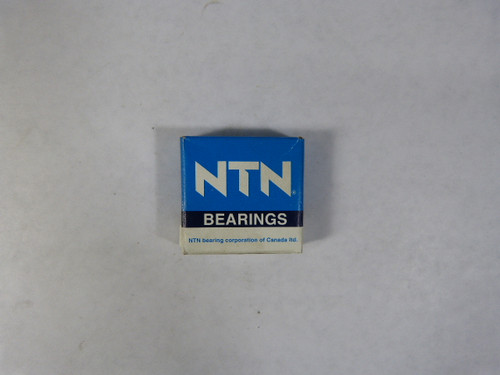 NTN
BEARINGS
NTN bearing corporation of Canada ltd.